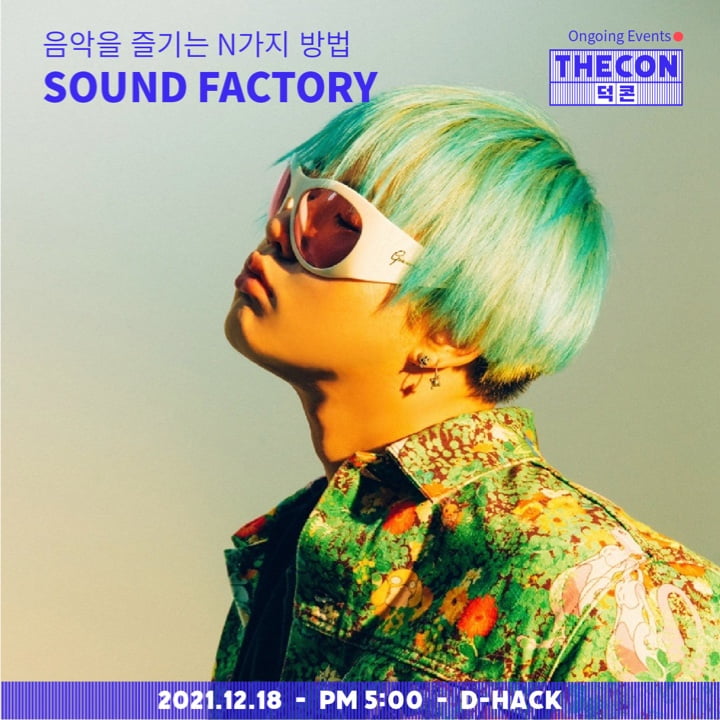 음악을 즐기는 N가지 방법
SOUND FACTORY
Ongoing Events
THECON
덕콘
2021.12.18 - PM 5:00 - D-HACK